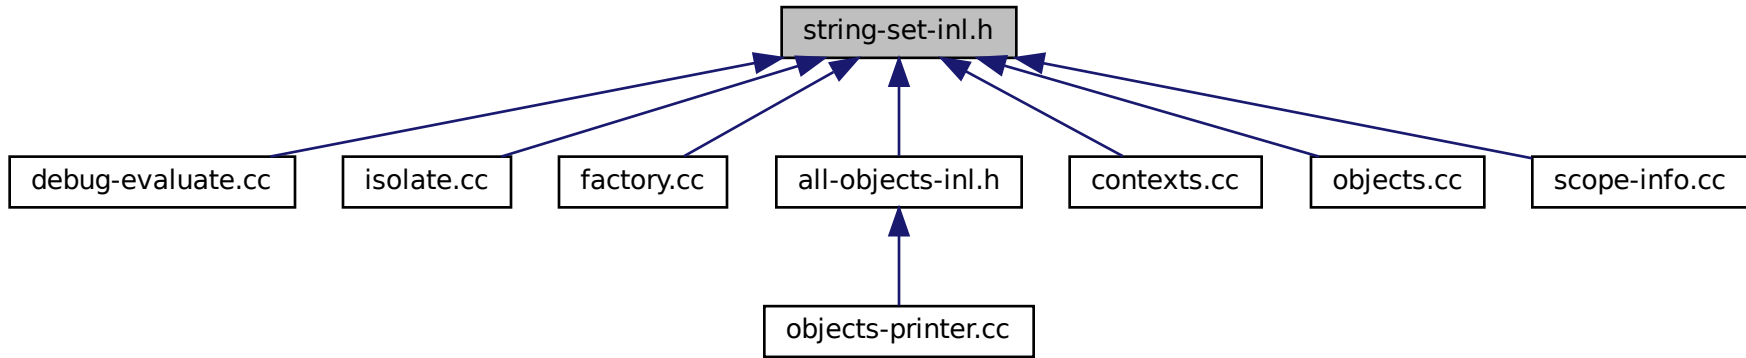 string-set-inl.h
debug-evaluate.cc
isolate.cc
factory.cc
all-objects-inl.h
contexts.cc
objects.cc
scope-info.cc
objects-printer.cc